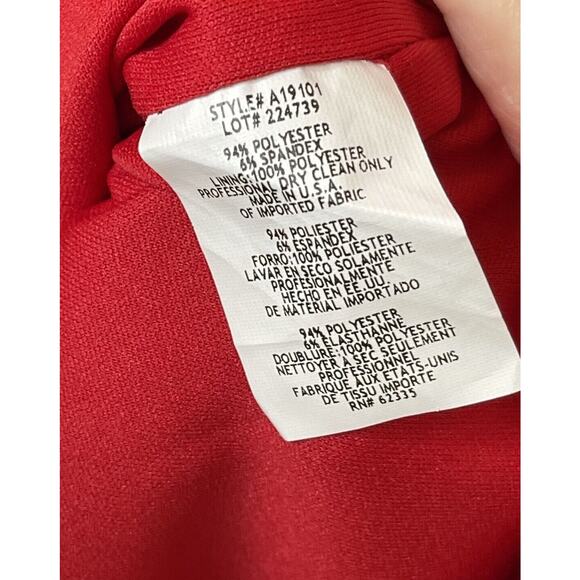 STYLE# A19101
LOT# 224739
94% POLYESTER
6% SPANDEX
LINING:100% POLYESTER
PROFESSIONAL DRY CLEAN ONLY
MADE IN U.S.A.
OF IMPORTED FABRIC
94% POLIESTER
6% ESPANDEX
FORRO:100% POLIESTER
LAVAR EN SECO SOLAMENTE
PROFESIONALMENTE
HECHO EN EE.UU
DE MATERIAL IMPORTADO
94% POLYESTER
6% ELASTHANNE
DOUBLURE:100% POLYESTER
NETTOYER A SEC SEULEMENT
PROFESSIONNEL
FABRIQUE AUX ETATS-UNIS
DE TISSU IMPORTE
RN# 62335